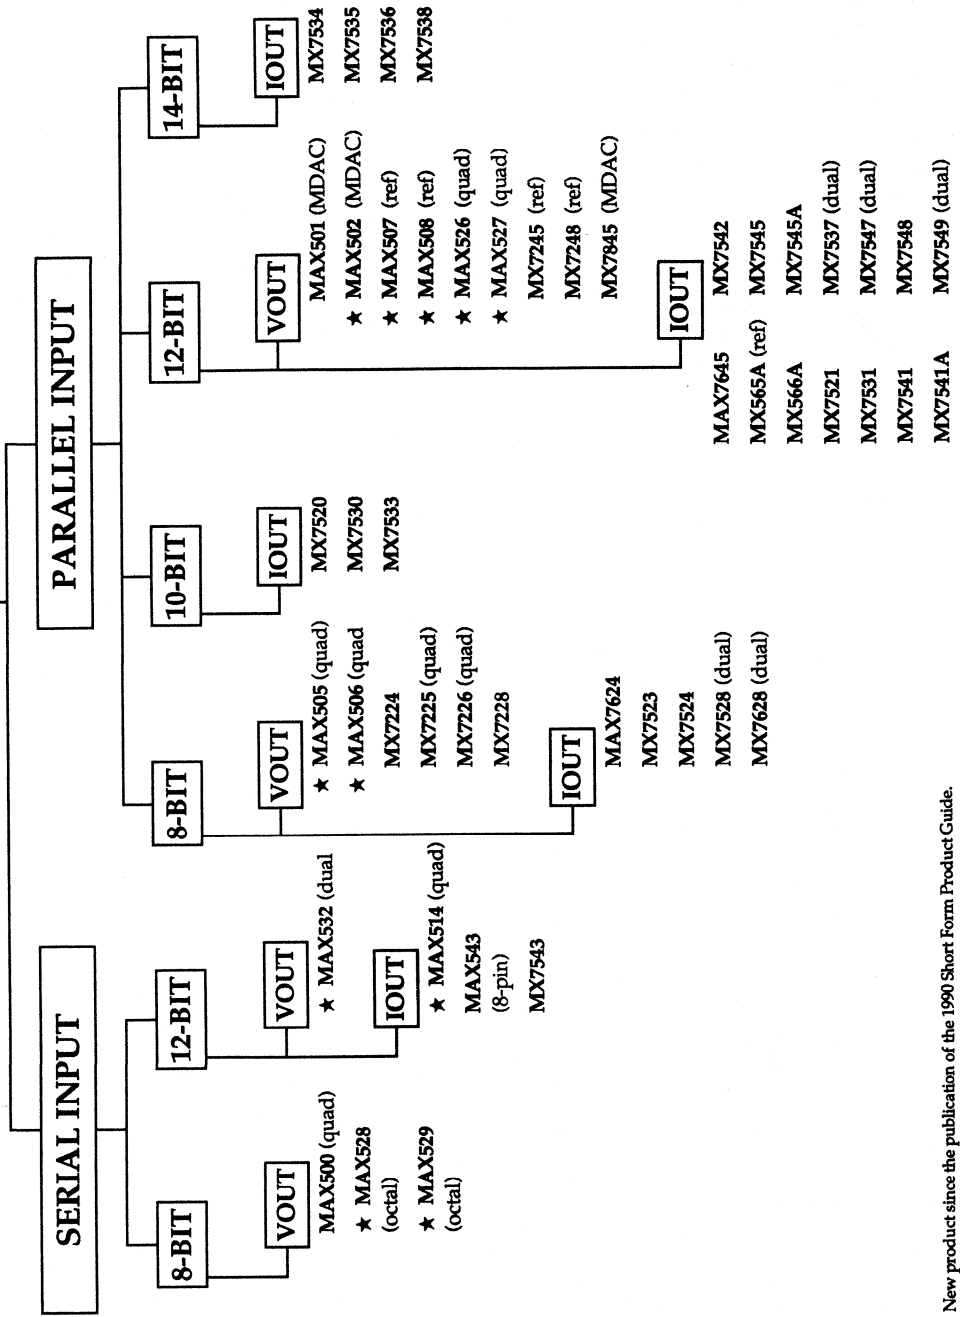 SERIAL INPUT
8-BIT
VOUT
MAX500 (quad)
★ MAX528
(octal)
★ MAX529
(octal)
12-BIT
VOUT
★ MAX532 (dual
IOUT
★ MAX514 (quad)
MAX543
(8-pin)
MX7543
PARALLEL INPUT
8-BIT
VOUT
★ MAX505 (quad)
★ MAX506 (quad
MX7224
MX7225 (quad)
MX7226 (quad)
MX7228
IOUT
MAX7624
MX7523
MX7524
MX7528 (dual)
MX7628 (dual)
10-BIT
IOUT
MX7520
MX7530
MX7533
12-BIT
VOUT
MAX501 (MDAC)
★ MAX502 (MDAC)
★ MAX507 (ref)
★ MAX508 (ref)
★ MAX526 (quad)
★ MAX527 (quad)
MX7245 (ref)
MX7248 (ref)
MX7845 (MDAC)
IOUT
MAX7645
MX565A (ref)
MX566A
MX7521
MX7531
MX7541
MX7541A
MX7542
MX7545
MX7545A
MX7537 (dual)
MX7547 (dual)
MX7548
MX7549 (dual)
14-BIT
IOUT
MX7534
MX7535
MX7536
MX7538
New product since the publication of the 1990 Short Form Product Guide.